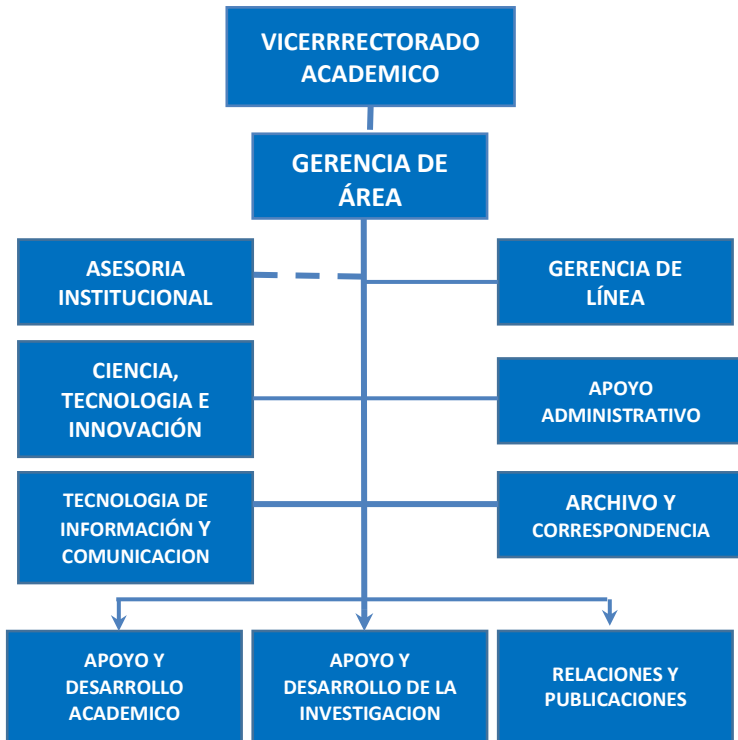 VICERRRECTORADO
ACADEMICO
GERENCIA DE
ÁREA
ASESORIA
INSTITUCIONAL
GERENCIA DE
LÍNEA
CIENCIA,
TECNOLOGIA E
INNOVACIÓN
APOYO
ADMINISTRATIVO
TECNOLOGIA DE
INFORMACIÓN Y
COMUNICACION
ARCHIVO Y
CORRESPONDENCIA
APOYO Y
DESARROLLO
ACADEMICO
APOYO Y
DESARROLLO DE LA
INVESTIGACION
RELACIONES Y
PUBLICACIONES